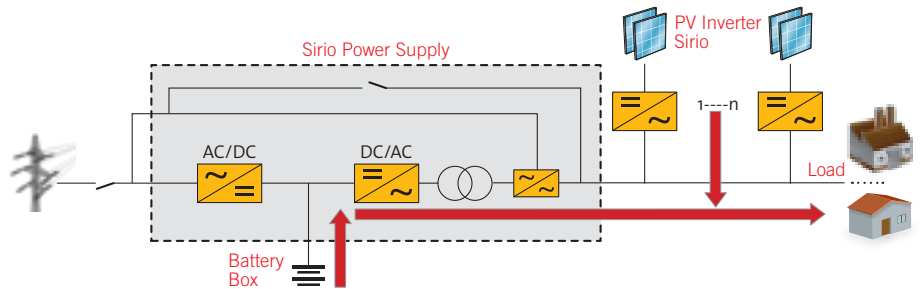 Sirio Power Supply
PV Inverter
Sirio
1----n
AC/DC
DC/AC
Load
Battery
Box